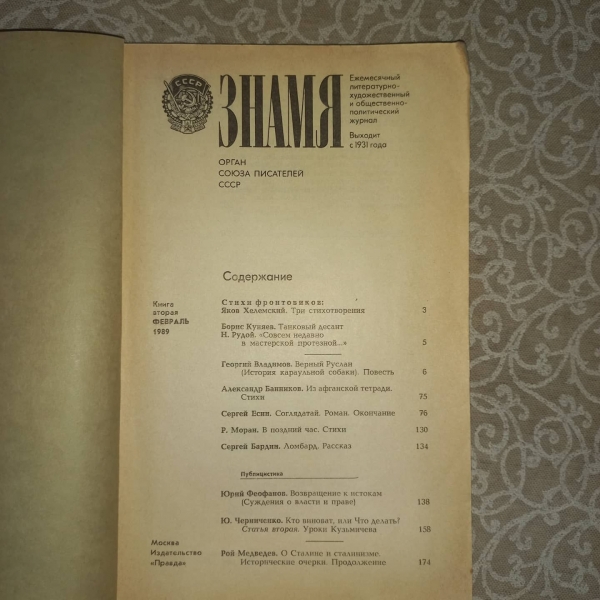 СССР
ЗНАМЯ
Ежемесячный
литературно-
художественный
и общественно-
политический
журнал
Выходит
с 1931 года
ОРГАН
СОЮЗА ПИСАТЕЛЕЙ
СССР
Содержание
Книга
вторая
ФЕВРАЛЬ
1989
Стихи фронтовиков:
Яков Хелемский. Три стихотворения 3
Борис Куняев. Танковый десант
Н. Рудой. «Совсем недавно
в мастерской протезной...» 5
Георгий Владимов. Верный Руслан
(История караульной собаки). Повесть 6
Александр Банников. Из афганской тетради.
Стихи 75
Сергей Есин. Соглядатай. Роман. Окончание 76
Р. Моран. В поздний час. Стихи 130
Сергей Бардин. Ломбард. Рассказ 134
Публицистика
Юрий Феофанов. Возвращение к истокам
(Суждения о власти и праве) 138
Ю. Черниченко. Кто виноват, или Что делать?
Статья вторая. Уроки Кузьмичева 158
Рой Медведев. О Сталине и сталинизме.
Исторические очерки. Продолжение 174
Москва
Издательство
«Правда»